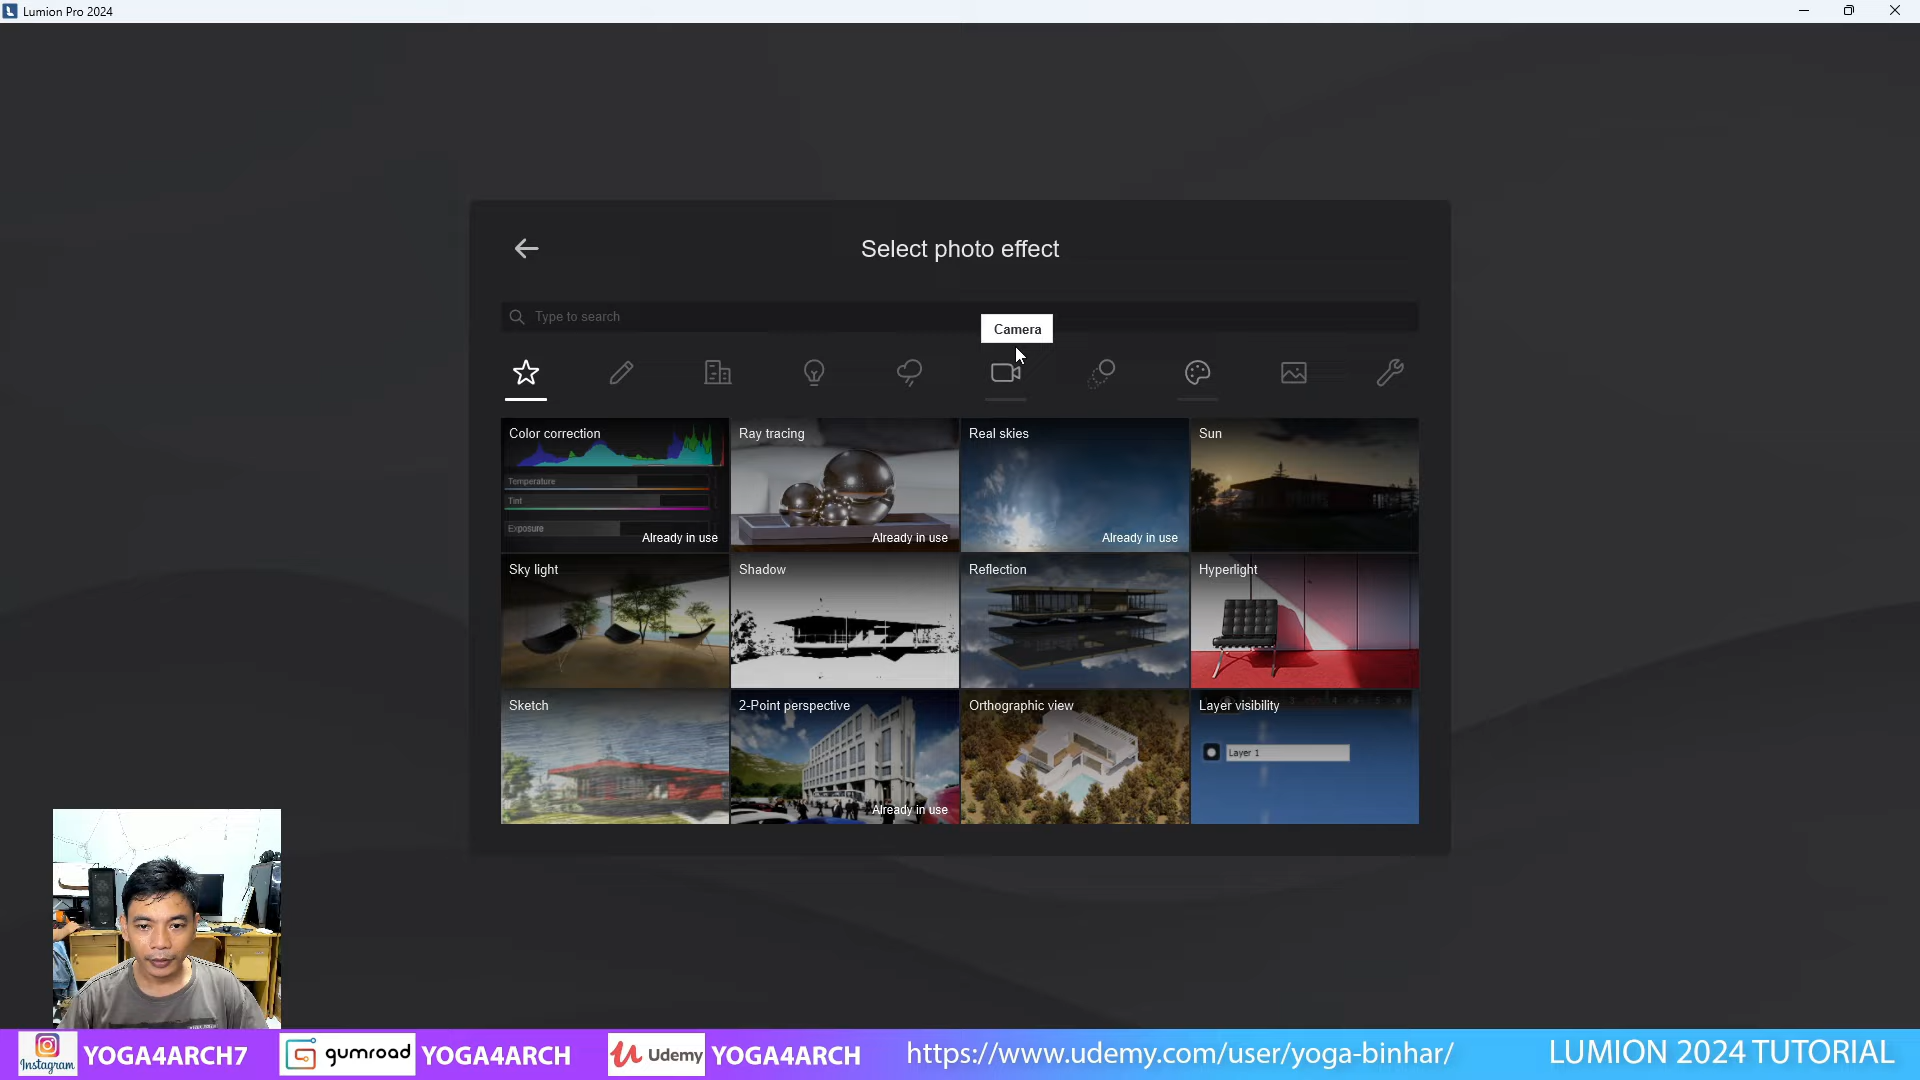 Lumion Pro 2024
Select photo effect
Type to search
Camera
Color correction
Temperature
Tint
Exposure
Already in use
Ray tracing
Already in use
Real skies
Already in use
Sun
Sky light
Shadow
Reflection
Hyperlight
Sketch
2-Point perspective
Already in use
Orthographic view
Layer visibility
Layer 1
Instagram
YOGA4ARCH7
gumroad
YOGA4ARCH
Udemy
YOGA4ARCH
https://www.udemy.com/user/yoga-binhar/
LUMION 2024 TUTORIAL